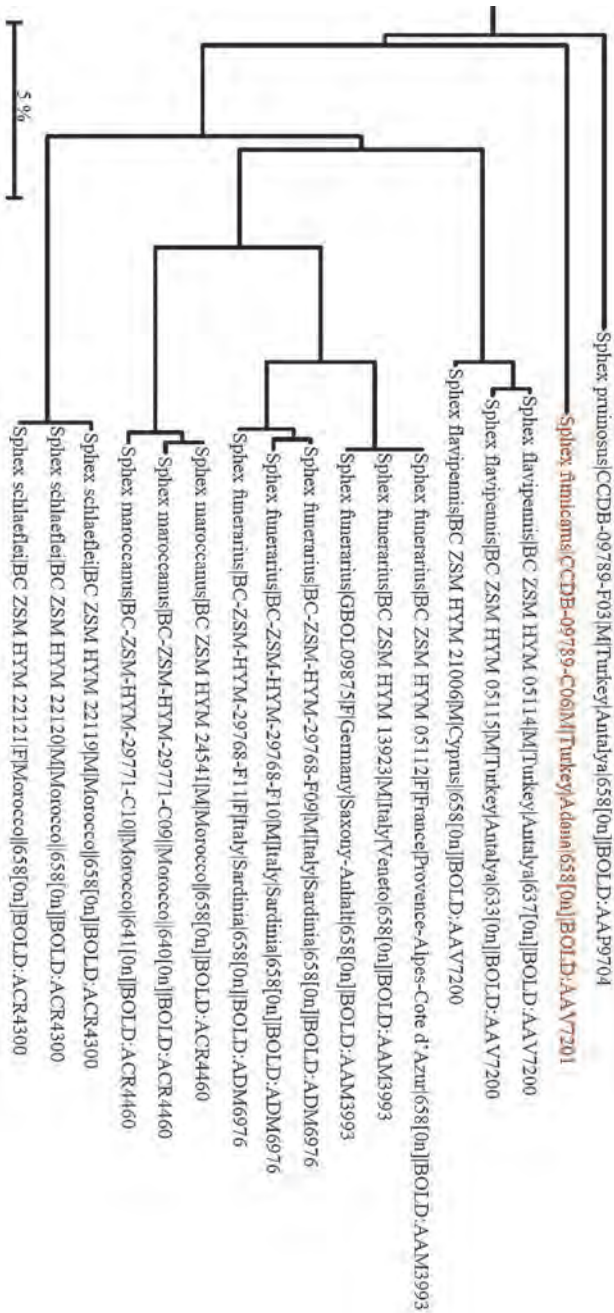 Sphex pruinosus|CCDB-09789-F03|M|Turkey|Antalya|658[0n]|BOLD:AAF9704
Sphex fumicatus|CCDB-09789-C06|M|Turkey|Adana|658[0n]|BOLD:AAV7201
Sphex flavipennis|BC ZSM HYM 05114|M|Turkey|Antalya|637[0n]|BOLD:AAV7200
Sphex flavipennis|BC ZSM HYM 05115|M|Turkey|Antalya|633[0n]|BOLD:AAV7200
Sphex flavipennis|BC ZSM HYM 21006|M|Cyprus||658[0n]|BOLD:AAV7200
Sphex funerarius|BC ZSM HYM 05112|F|France|Provence-Alpes-Cote d'Azur|658[0n]|BOLD:AAM3993
Sphex funerarius|BC ZSM HYM 13923|M|Italy|Veneto|658[0n]|BOLD:AAM3993
Sphex funerarius|GBOL09875|F|Germany|Saxony-Anhalt|658[0n]|BOLD:AAM3993
Sphex funerarius|BC-ZSM-HYM-29768-F09|M|Italy|Sardinia|658[0n]|BOLD:ADM6976
Sphex funerarius|BC-ZSM-HYM-29768-F10|M|Italy|Sardinia|658[0n]|BOLD:ADM6976
Sphex funerarius|BC-ZSM-HYM-29768-F11|F|Italy|Sardinia|658[0n]|BOLD:ADM6976
Sphex maroccanus|BC ZSM HYM 24541|M|Morocco||658[0n]|BOLD:ACR4460
Sphex maroccanus|BC-ZSM-HYM-29771-C09||Morocco||640[0n]|BOLD:ACR4460
Sphex maroccanus|BC-ZSM-HYM-29771-C10||Morocco||641[0n]|BOLD:ACR4460
Sphex schlaeflei|BC ZSM HYM 22119|M|Morocco||658[0n]|BOLD:ACR4300
Sphex schlaeflei|BC ZSM HYM 22120|M|Morocco||658[0n]|BOLD:ACR4300
Sphex schlaeflei|BC ZSM HYM 22121|F|Morocco||658[0n]|BOLD:ACR4300
5 %